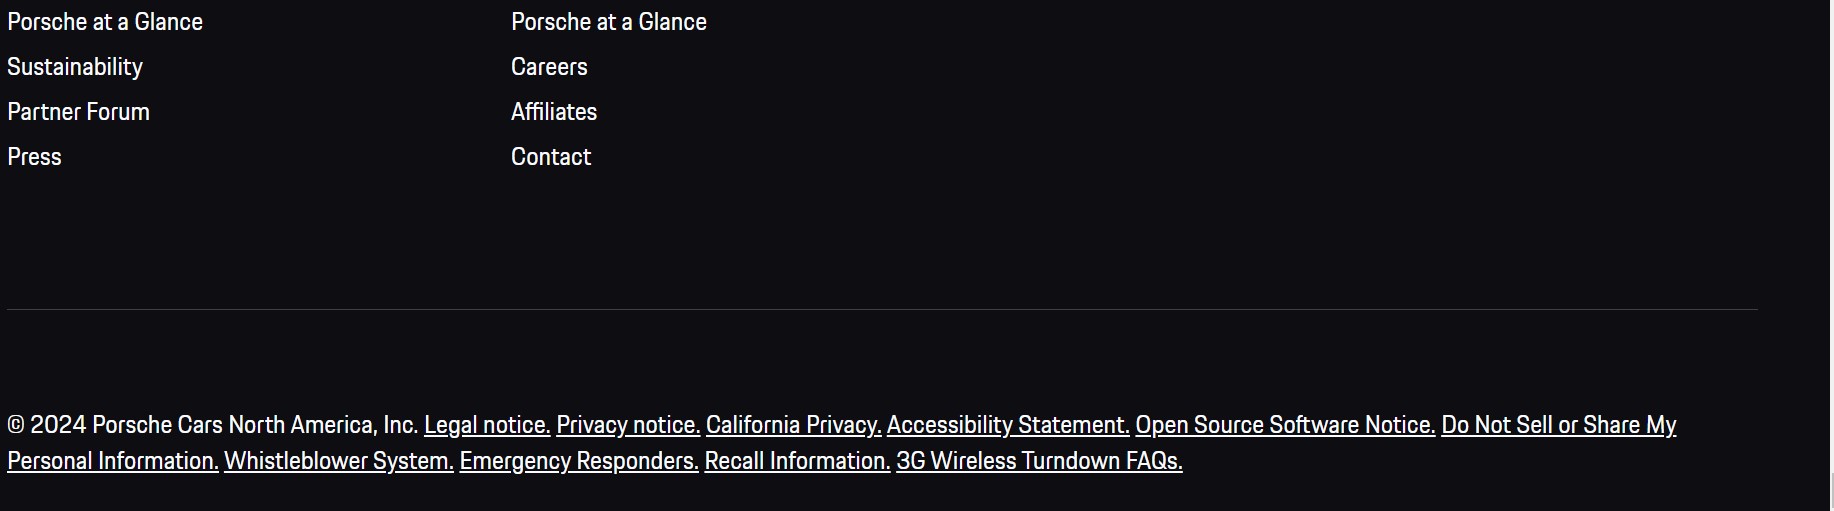 Porsche at a Glance
Sustainability
Partner Forum
Press
Porsche at a Glance
Careers
Affiliates
Contact
© 2024 Porsche Cars North America, Inc. Legal notice. Privacy notice. California Privacy. Accessibility Statement. Open Source Software Notice. Do Not Sell or Share My
Personal Information. Whistleblower System. Emergency Responders. Recall Information. 3G Wireless Turndown FAQs.